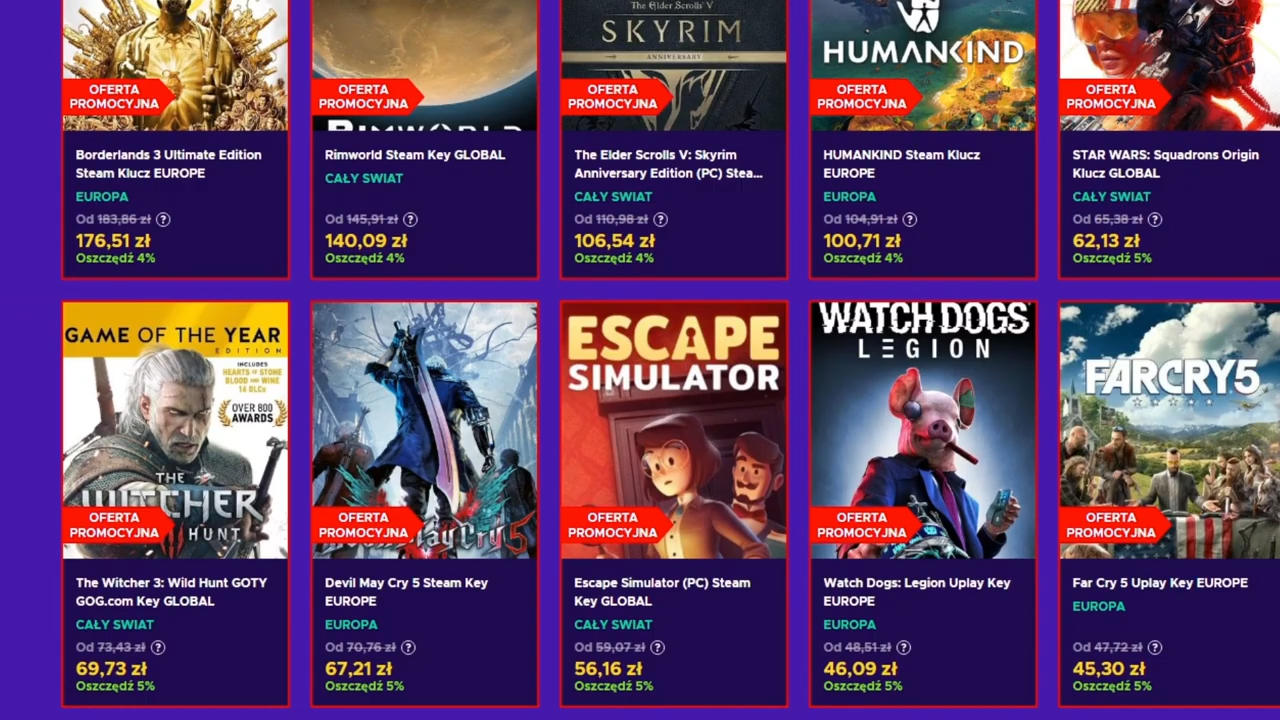 The Elder Scrolls V
SKYRIM
ANNIVERSARY
HUMANKIND
OFERTA
PROMOCYJNA
OFERTA
PROMOCYJNA
OFERTA
PROMOCYJNA
OFERTA
PROMOCYJNA
OFERTA
PROMOCYJNA
RIMWORLD
Borderlands 3 Ultimate Edition
Steam Klucz EUROPE
EUROPA
Od 183,86 zł ?
176,51 zł
Oszczędź 4%
Rimworld Steam Key GLOBAL
CAŁY SWIAT
Od 145,91 zł ?
140,09 zł
Oszczędź 4%
The Elder Scrolls V: Skyrim
Anniversary Edition (PC) Stea...
CAŁY SWIAT
Od 110,98 zł ?
106,54 zł
Oszczędź 4%
HUMANKIND Steam Klucz
EUROPE
EUROPA
Od 104,91 zł ?
100,71 zł
Oszczędź 4%
STAR WARS: Squadrons Origin
Klucz GLOBAL
CAŁY SWIAT
Od 65,38 zł ?
62,13 zł
Oszczędź 5%
GAME OF THE YEAR
EDITION
INCLUDES
HEARTS OF STONE
BLOOD AND WINE
16 DLCs
OVER 800
AWARDS
THE
WITCHER
HUNT
OFERTA
PROMOCYJNA
The Witcher 3: Wild Hunt GOTY
GOG.com Key GLOBAL
CAŁY SWIAT
Od 73,43 zł ?
69,73 zł
Oszczędź 5%
Devil May Cry 5
OFERTA
PROMOCYJNA
Devil May Cry 5 Steam Key
EUROPE
EUROPA
Od 70,76 zł ?
67,21 zł
Oszczędź 5%
ESCAPE
SIMULATOR
OFERTA
PROMOCYJNA
Escape Simulator (PC) Steam
Key GLOBAL
CAŁY SWIAT
Od 59,07 zł ?
56,16 zł
Oszczędź 5%
WATCH DOGS
LEGION
OFERTA
PROMOCYJNA
Watch Dogs: Legion Uplay Key
EUROPE
EUROPA
Od 48,51 zł ?
46,09 zł
Oszczędź 5%
FARCRY5
OFERTA
PROMOCYJNA
Far Cry 5 Uplay Key EUROPE
EUROPA
Od 47,72 zł ?
45,30 zł
Oszczędź 5%